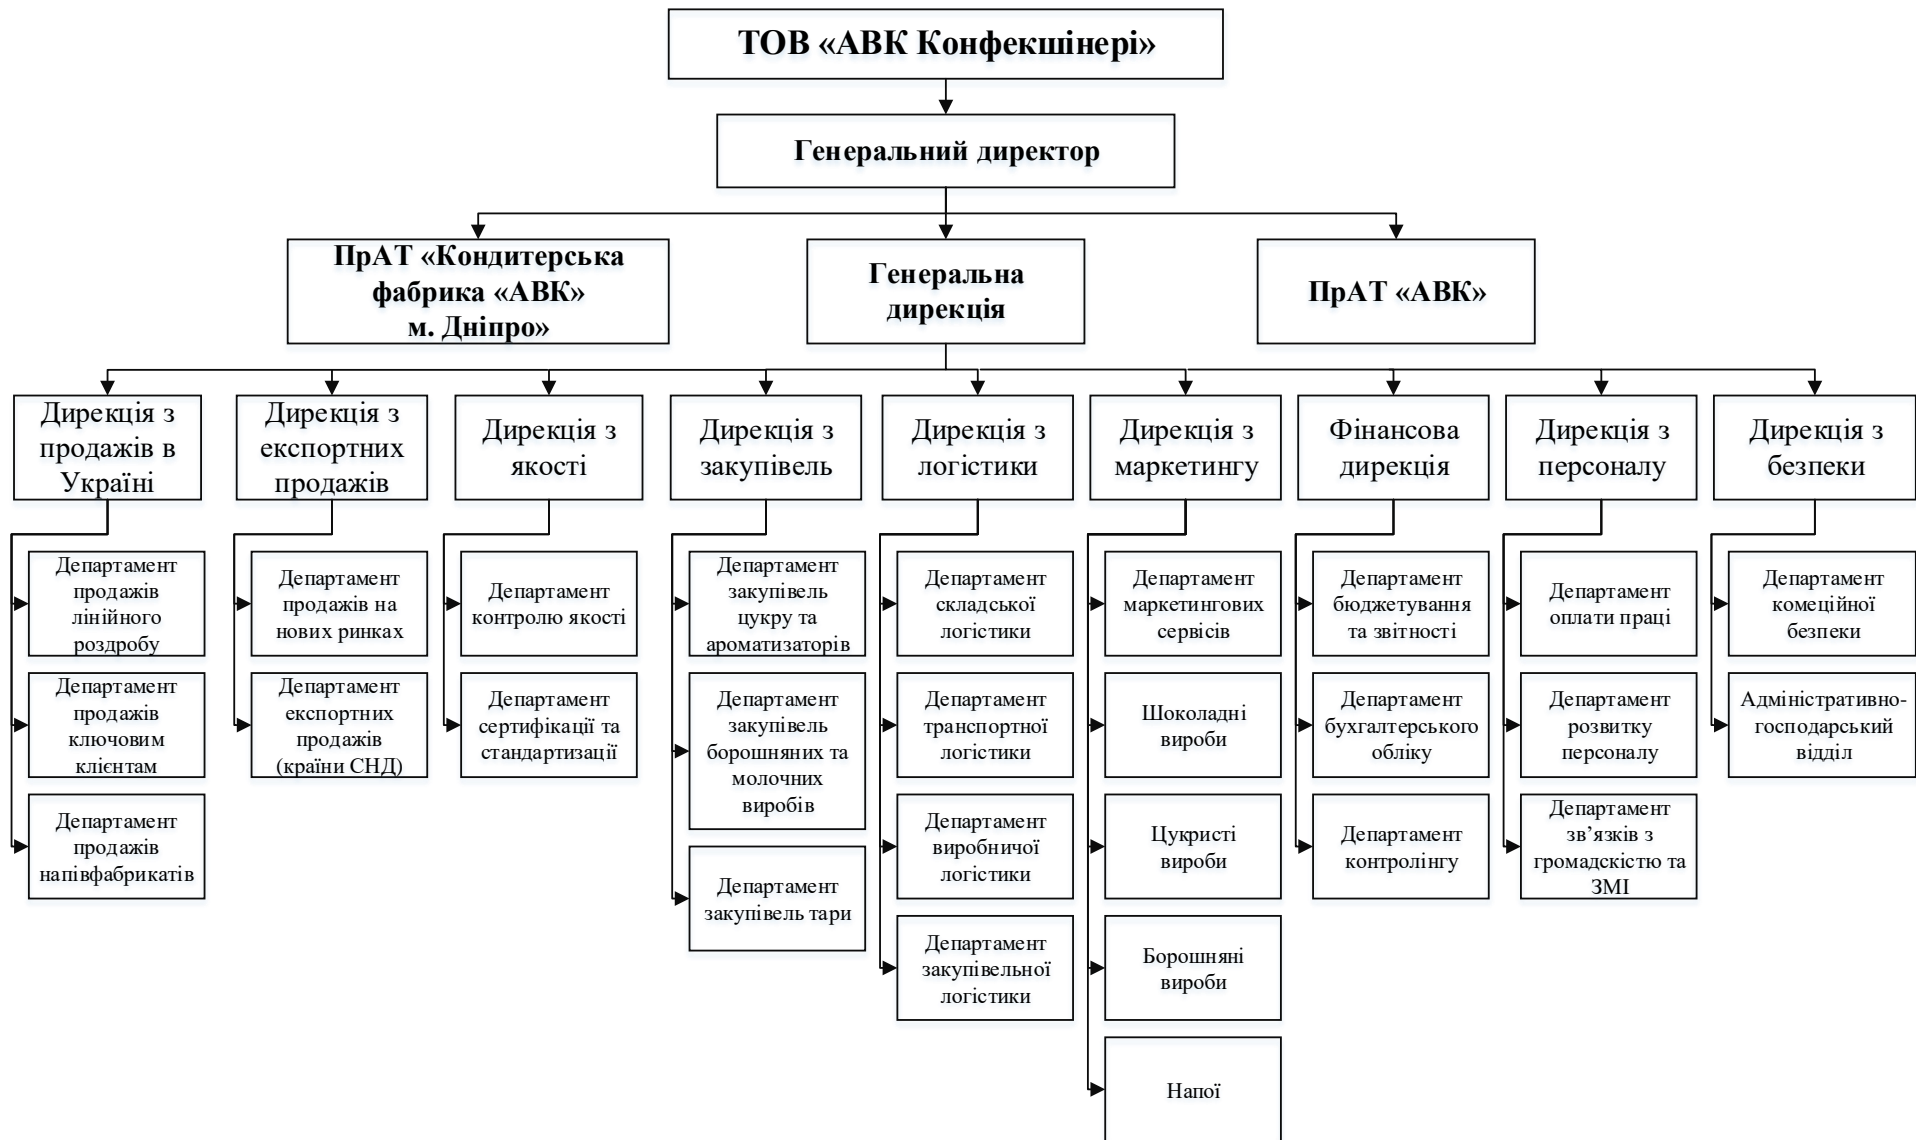 ТОВ «АВК Конфекшінері»
Генеральний директор
ПрАТ «Кондитерська
фабрика «АВК»
м. Дніпро»
Генеральна
дирекція
ПрАТ «АВК»
Дирекція з
продажів в
Україні
Дирекція з
експортних
продажів
Дирекція з
якості
Дирекція з
закупівель
Дирекція з
логістики
Дирекція з
маркетингу
Фінансова
дирекція
Дирекція з
персоналу
Дирекція з
безпеки
Департамент
продажів
лінійного
роздробу
Департамент
продажів
ключовим
клієнтам
Департамент
продажів
напівфабрикатів
Департамент
продажів на
нових ринках
Департамент
експортних
продажів
(країни СНД)
Департамент
контролю якості
Департамент
сертифікації та
стандартизації
Департамент
закупівель
цукру та
ароматизаторів
Департамент
закупівель
борошняних та
молочних
виробів
Департамент
закупівель тари
Департамент
складської
логістики
Департамент
транспортної
логістики
Департамент
виробничої
логістики
Департамент
закупівельної
логістики
Департамент
маркетингових
сервісів
Шоколадні
вироби
Цукристі
вироби
Борошняні
вироби
Напої
Департамент
бюджетування
та звітності
Департамент
бухгалтерського
обліку
Департамент
контролінгу
Департамент
оплати праці
Департамент
розвитку
персоналу
Департамент
зв’язків з
громадскістю та
ЗМІ
Департамент
комеційної
безпеки
Адміністративно-
господарський
відділ